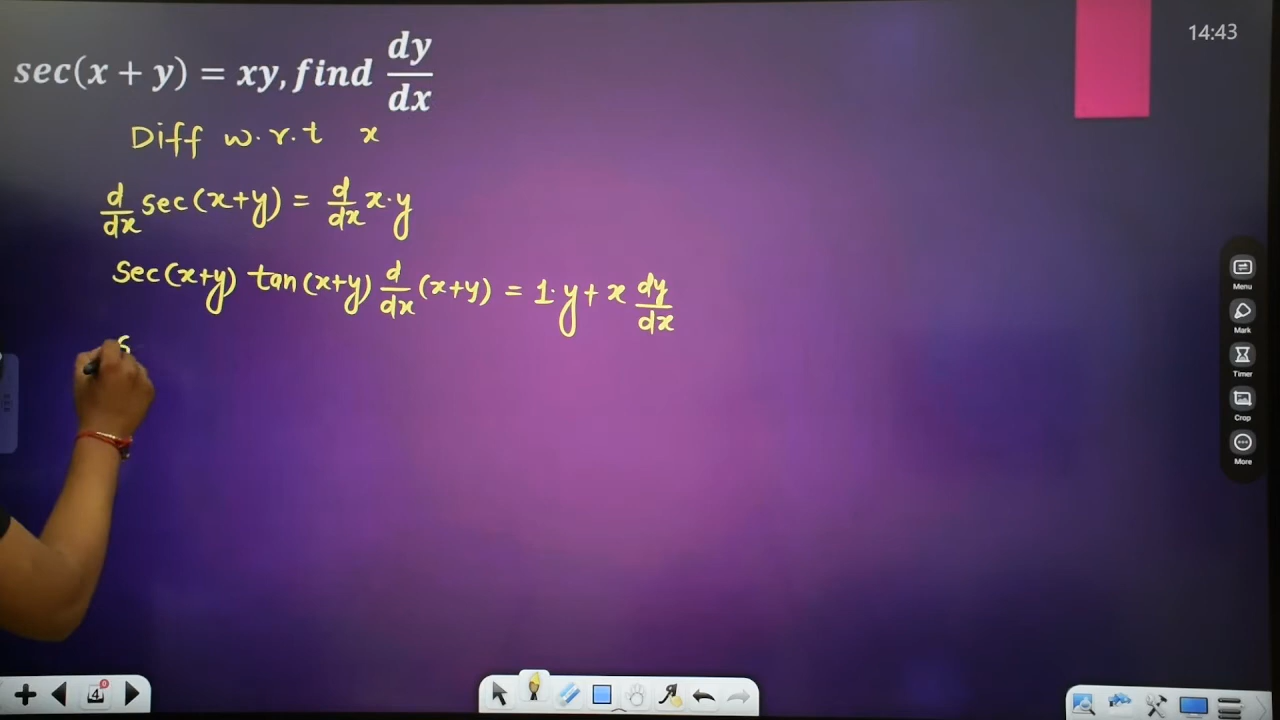 14:43
sec(x + y) = xy, find dy/dx
Diff w.r.t x
d/dx sec(x+y) = d/dx x·y
sec(x+y) tan(x+y) d/dx (x+y) = 1·y + x dy/dx
s
Menu
Mark
Timer
Crop
More
4